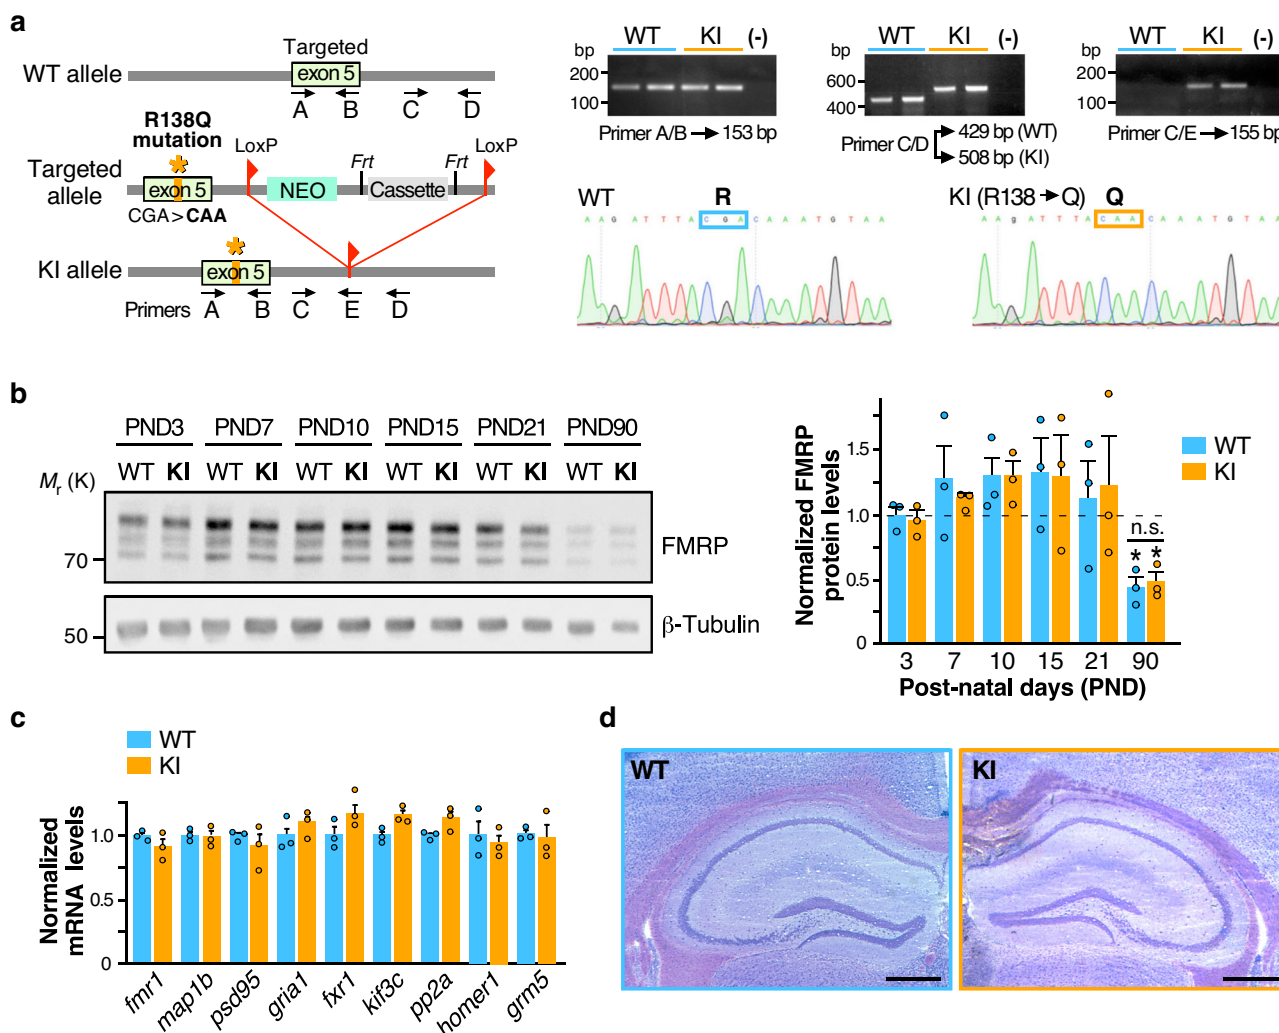 a
Targeted
WT allele
exon 5
A B C D
R138Q
mutation
LoxP
Frt
Frt
LoxP
Targeted
allele
exon 5
NEO
Cassette
CGA > CAA
KI allele
exon 5
Primers
A B C E D
bp
WT KI (-)
200
100
Primer A/B → 153 bp
bp
WT KI
600
400
Primer C/D
429 bp (WT)
508 bp (KI)
WT KI (-)
bp
200
100
Primer C/E → 155 bp
WT
R
A A G A T T T A C G A C A A A T G T A A
KI (R138 → Q)
Q
A A g A T T T A C A A C A A A T G T A
b
PND3 PND7 PND10 PND15 PND21 PND90
WT KI WT KI WT KI WT KI WT KI WT KI
Mr (K)
70
FMRP
50
β-Tubulin
Normalized FMRP
protein levels
1.5
1.0
0.5
0
WT
KI
n.s.
* *
3 7 10 15 21 90
Post-natal days (PND)
c
WT
KI
Normalized
mRNA levels
1.0
0.5
0
fmr1 map1b psd95 gria1 fxr1 kif3c pp2a homer1 grm5
d
WT
KI